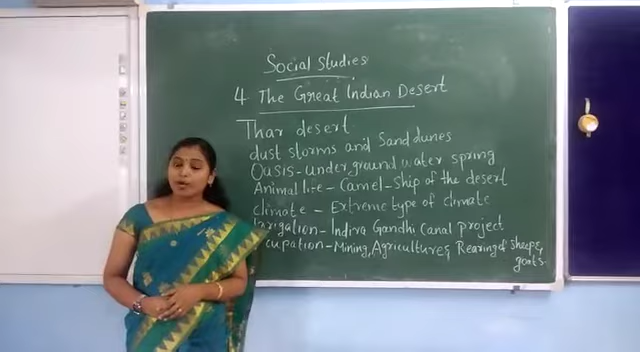 Social Studies
4 The Great Indian Desert
Thar desert
dust storms and Sand dunes
Oasis - under ground water spring
Animal life - Camel - Ship of the desert
climate - Extreme type of climate
Irrigation - Indira Gandhi Canal project
cupation - Mining, Agriculture & Rearing of Sheeps,
goats